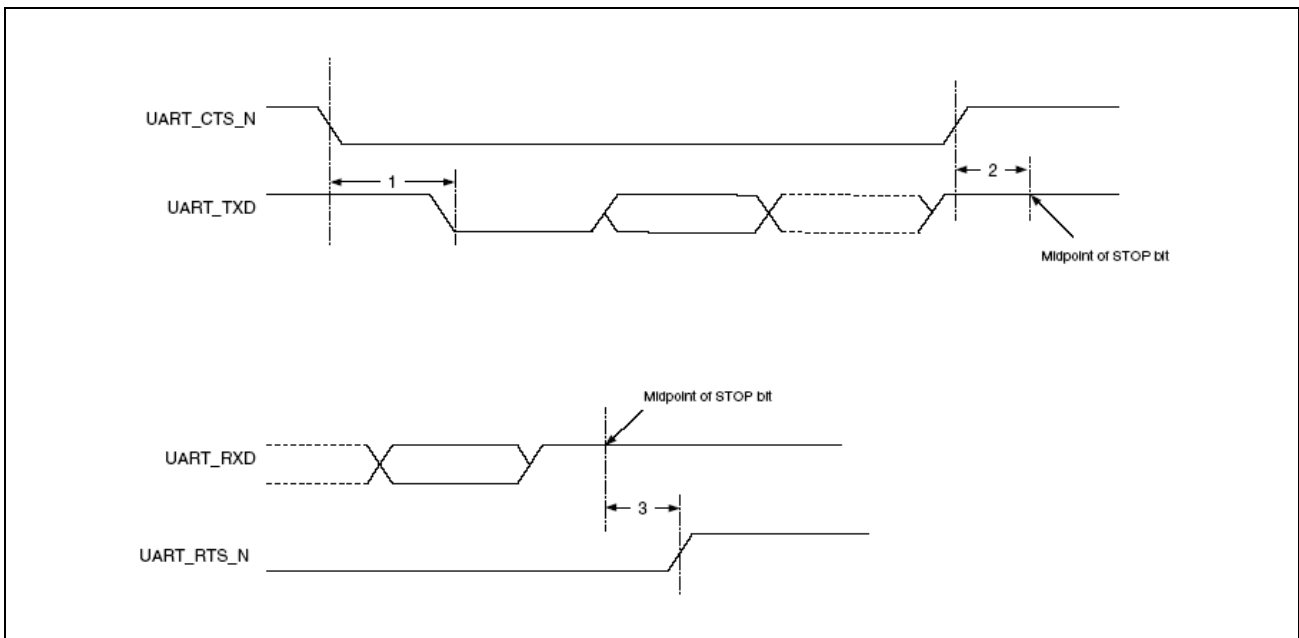 UART_CTS_N
1
2
UART_TXD
Midpoint of STOP bit
Midpoint of STOP bit
UART_RXD
3
UART_RTS_N